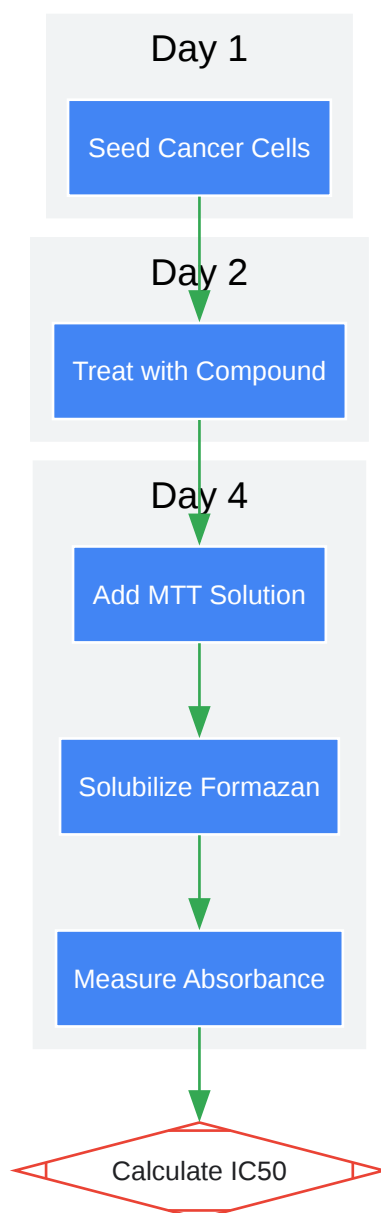 Day 1
Seed Cancer Cells
Day 2
Treat with Compound
Day 4
Add MTT Solution
Solubilize Formazan
Measure Absorbance
Calculate IC50